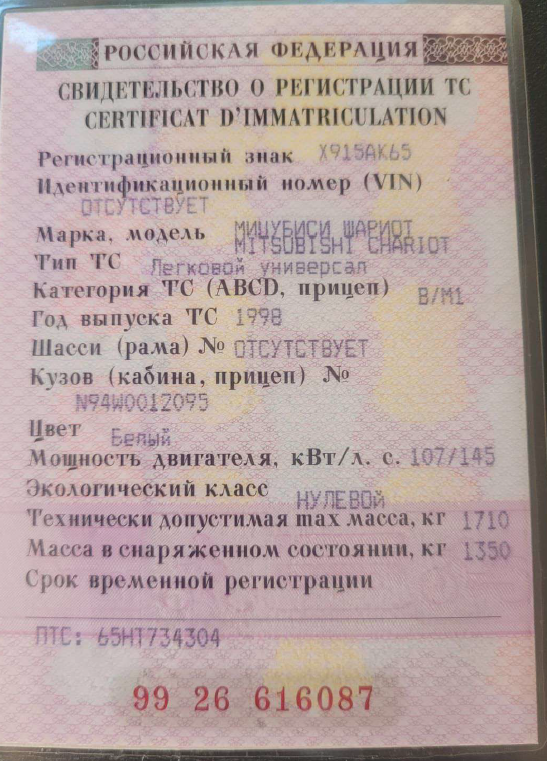 РОССИЙСКАЯ ФЕДЕРАЦИЯ
СВИДЕТЕЛЬСТВО О РЕГИСТРАЦИИ ТС
CERTIFICAT D'IMMATRICULATION
Регистрационный знак Х915АК65
Идентификационный номер (VIN)
ОТСУТСТВУЕТ
Марка, модель МИЦУБИСИ ШАРИОТ
MITSUBISHI CHARIOT
Тип ТС Легковой универсал
Категория ТС (ABCD, прицеп) B/M1
Год выпуска ТС 1998
Шасси (рама) № ОТСУТСТВУЕТ
Кузов (кабина, прицеп) №
N94W0012095
Цвет Белый
Мощность двигателя, кВт/л. с. 107/145
Экологический класс НУЛЕВОЙ
Технически допустимая max масса, кг 1710
Масса в снаряженном состоянии, кг 1350
Срок временной регистрации
ПТС: 65НТ734304
99 26 616087